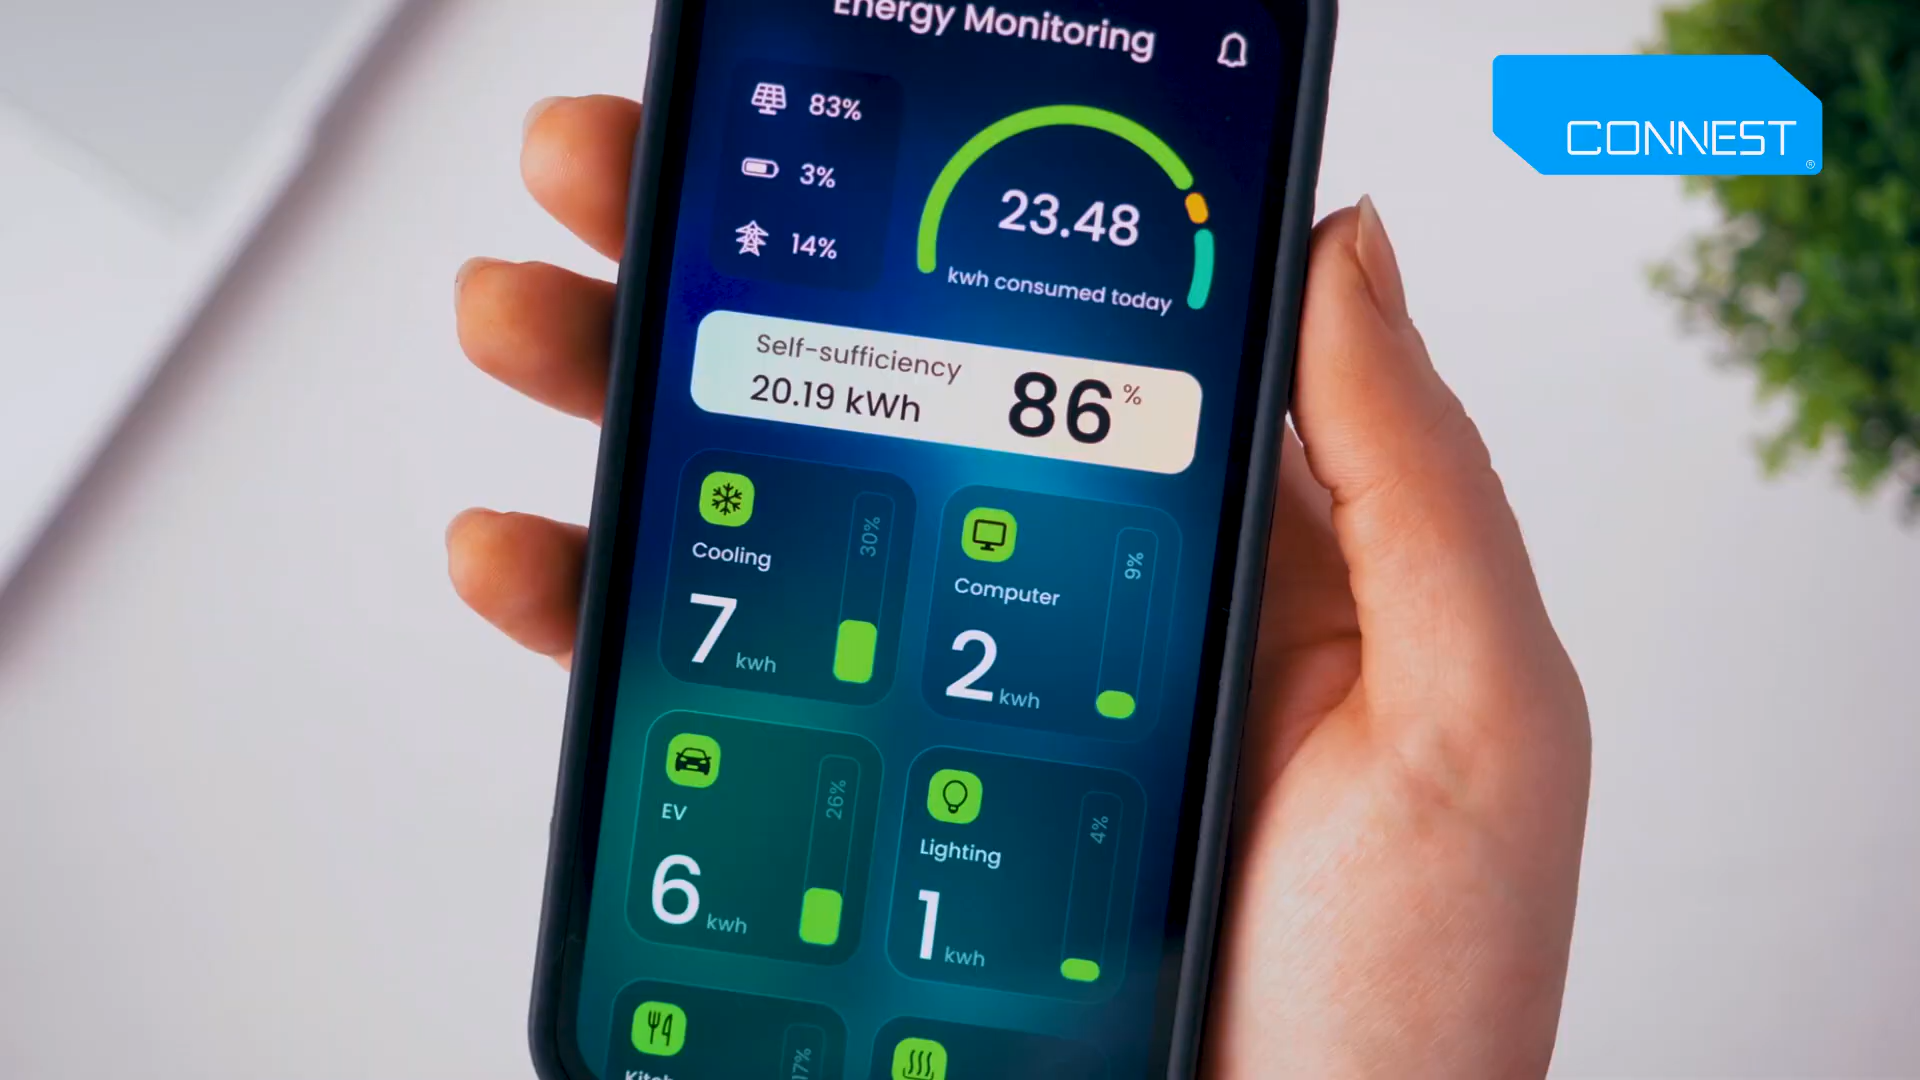 Energy Monitoring
CONNEST
®
83%
3%
14%
23.48
kwh consumed today
Self-sufficiency
20.19 kWh
86%
Cooling
30%
7 kwh
Computer
9%
2 kwh
EV
26%
6 kwh
Lighting
4%
1 kwh
17%